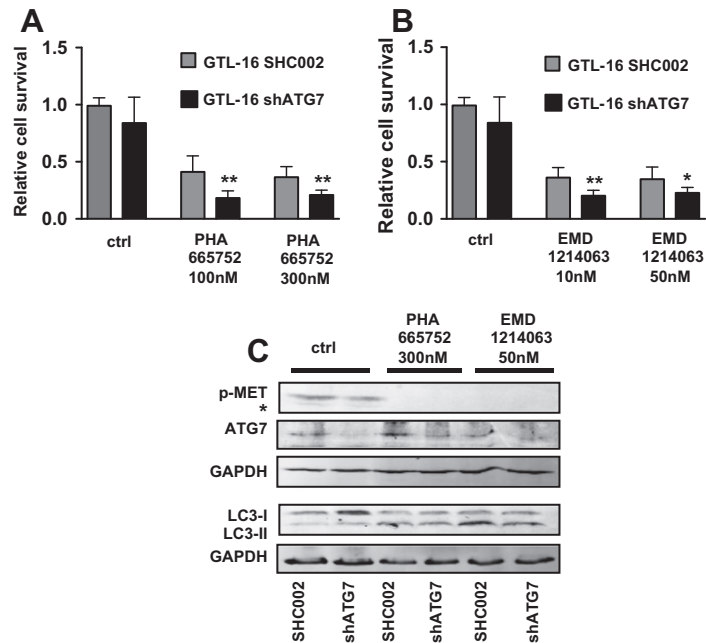 A
Relative cell survival
1.5
1.0
0.5
0.0
GTL-16 SHC002
GTL-16 shATG7
**
**
ctrl
PHA
665752
100nM
PHA
665752
300nM
B
Relative cell survival
1.5
1.0
0.5
0.0
GTL-16 SHC002
GTL-16 shATG7
**
*
ctrl
EMD
1214063
10nM
EMD
1214063
50nM
C
ctrl
PHA
665752
300nM
EMD
1214063
50nM
p-MET
*
ATG7
GAPDH
LC3-I
LC3-II
GAPDH
SHC002
shATG7
SHC002
shATG7
SHC002
shATG7